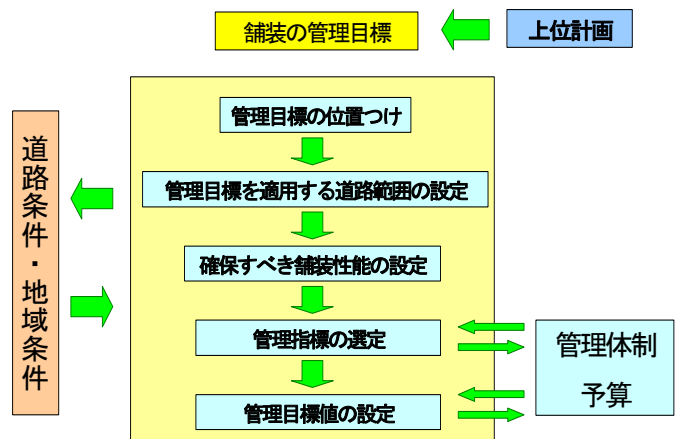 舗装の管理目標
上位計画
管理目標の位置つけ
管理目標を適用する道路範囲の設定
確保すべき舗装性能の設定
管理指標の選定
管理目標値の設定
道路条件・地域条件
管理体制
予算